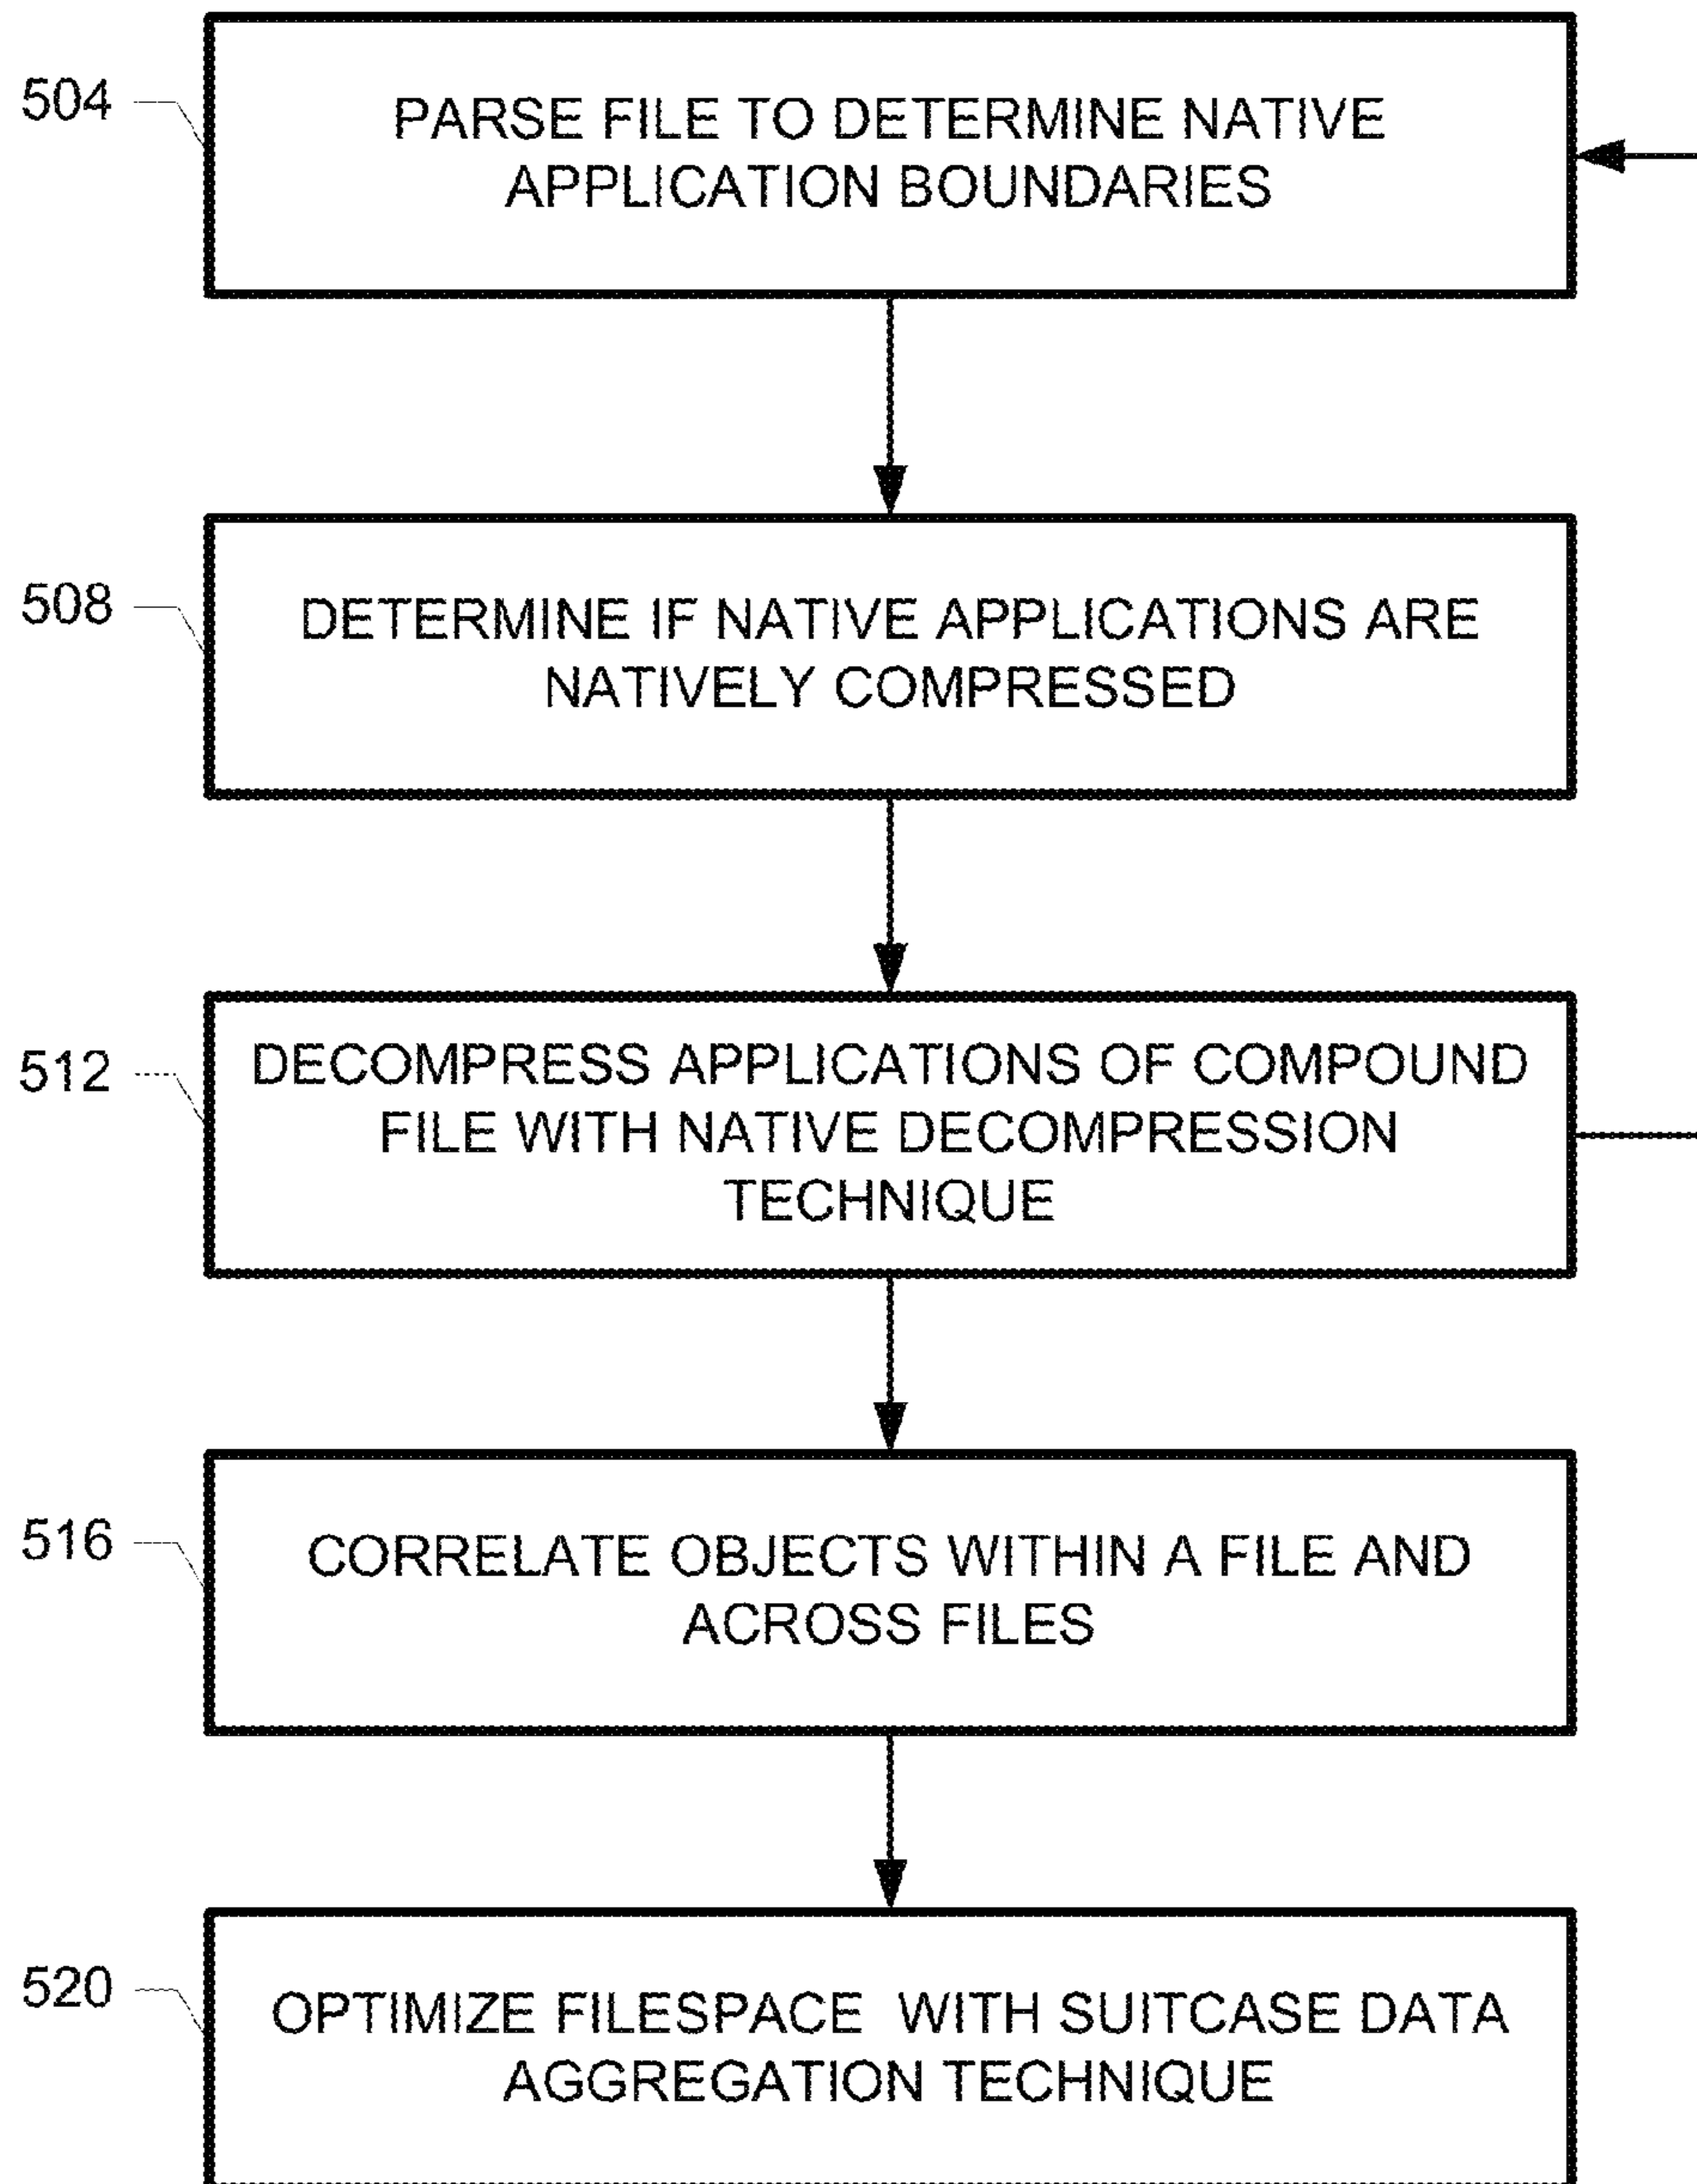 504
PARSE FILE TO DETERMINE NATIVE
APPLICATION BOUNDARIES
508
DETERMINE IF NATIVE APPLICATIONS ARE
NATIVELY COMPRESSED
512
DECOMPRESS APPLICATIONS OF COMPOUND
FILE WITH NATIVE DECOMPRESSION
TECHNIQUE
516
CORRELATE OBJECTS WITHIN A FILE AND
ACROSS FILES
520
OPTIMIZE FILESPACE WITH SUITCASE DATA
AGGREGATION TECHNIQUE